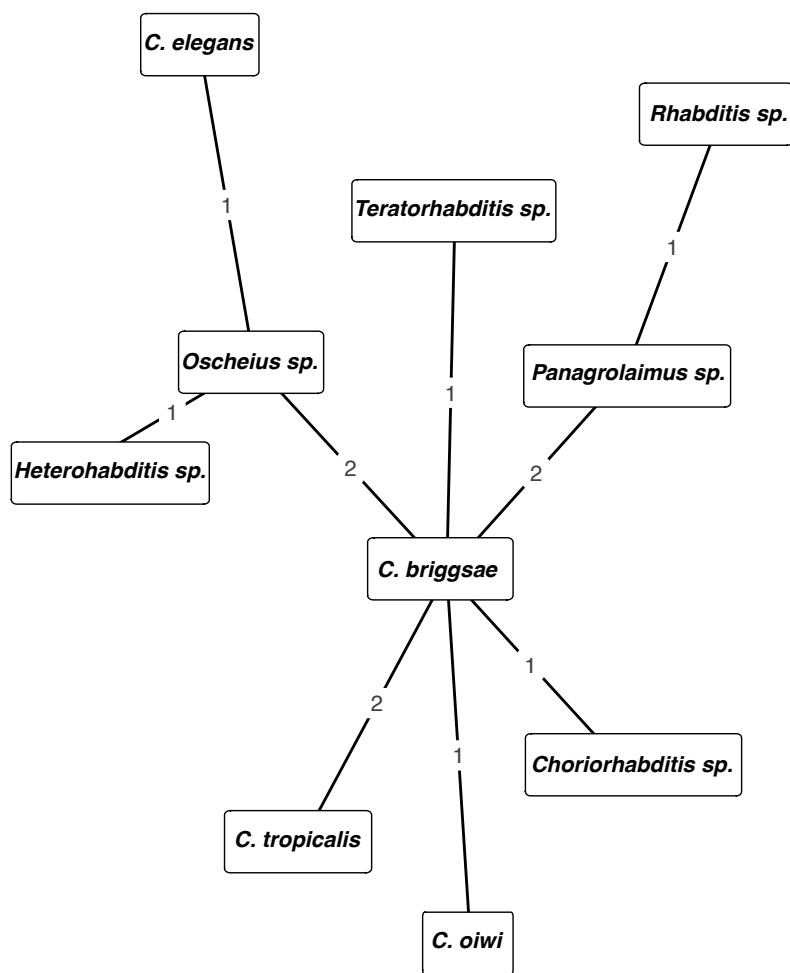 C. elegans
Rhabditis sp.
1
Teratorhabditis sp.
1
Oscheius sp.
Panagrolaimus sp.
1
1
Heterohabditis sp.
2
2
C. briggsae
1
2
1
Choriorhabditis sp.
C. tropicalis
C. oiwi